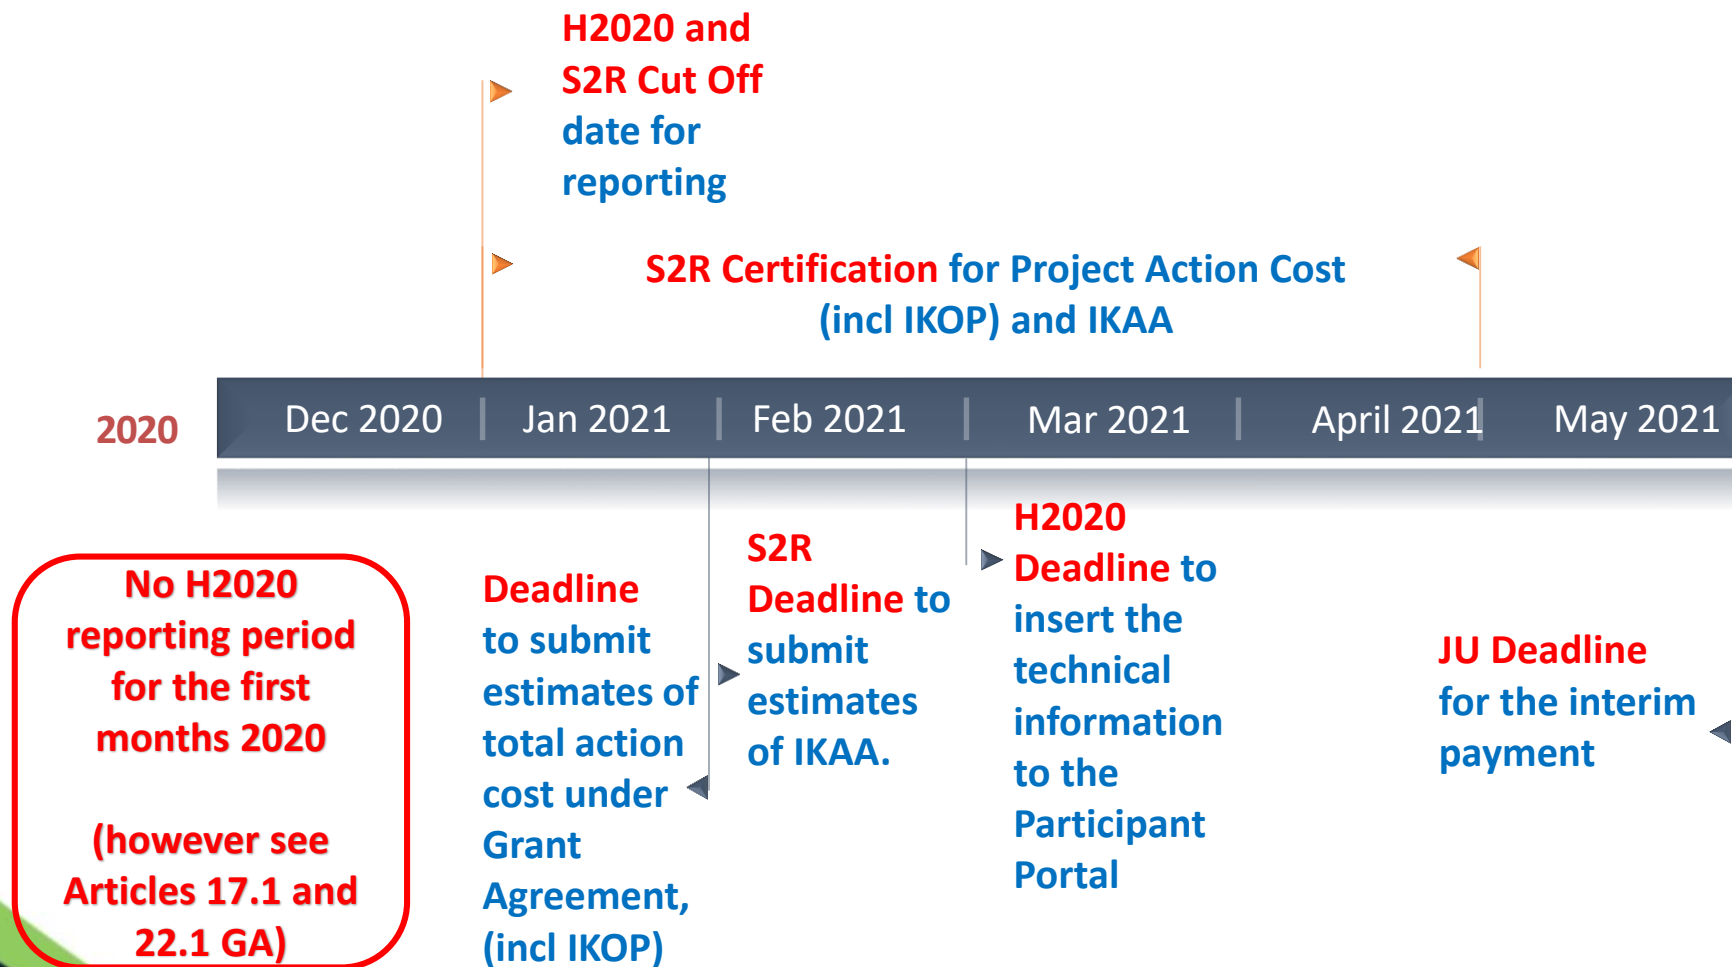 H2020 and
S2R Cut Off
date for
reporting
S2R Certification for Project Action Cost
(incl IKOP) and IKAA
2020
Dec 2020
Jan 2021
Feb 2021
Mar 2021
April 2021
May 2021
No H2020
reporting period
for the first
months 2020
(however see
Articles 17.1 and
22.1 GA)
Deadline
to submit
estimates of
total action
cost under
Grant
Agreement,
(incl IKOP)
S2R
Deadline to
submit
estimates
of IKAA.
H2020
Deadline to
insert the
technical
information
to the
Participant
Portal
JU Deadline
for the interim
payment